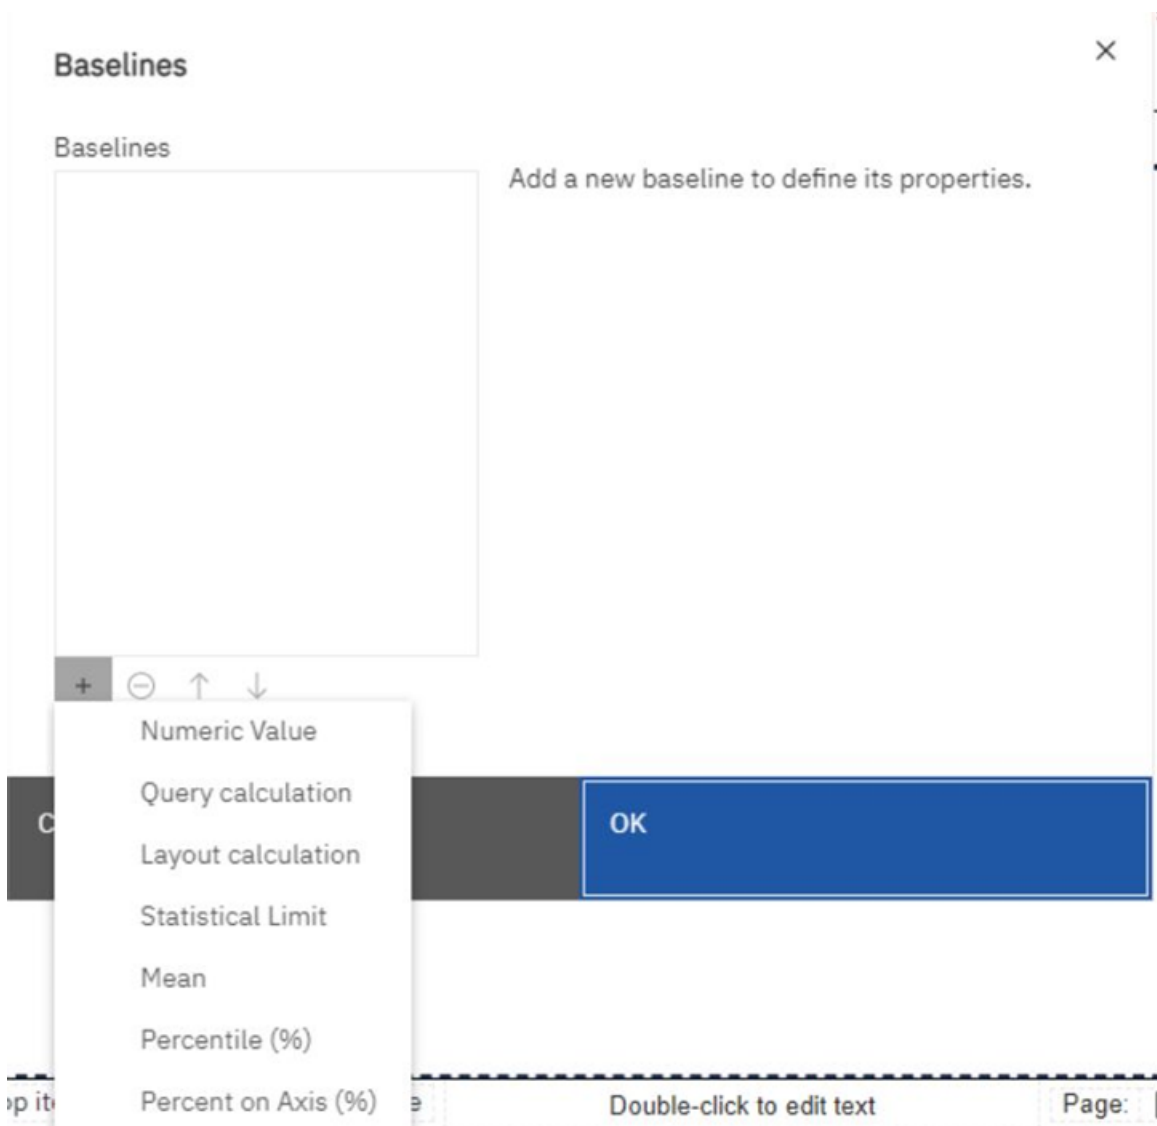 Baselines
Baselines
Add a new baseline to define its properties.
Numeric Value
Query calculation
OK
Layout calculation
Statistical Limit
Mean
Percentile (%)
Percent on Axis (%)
Double-click to edit text
Page: